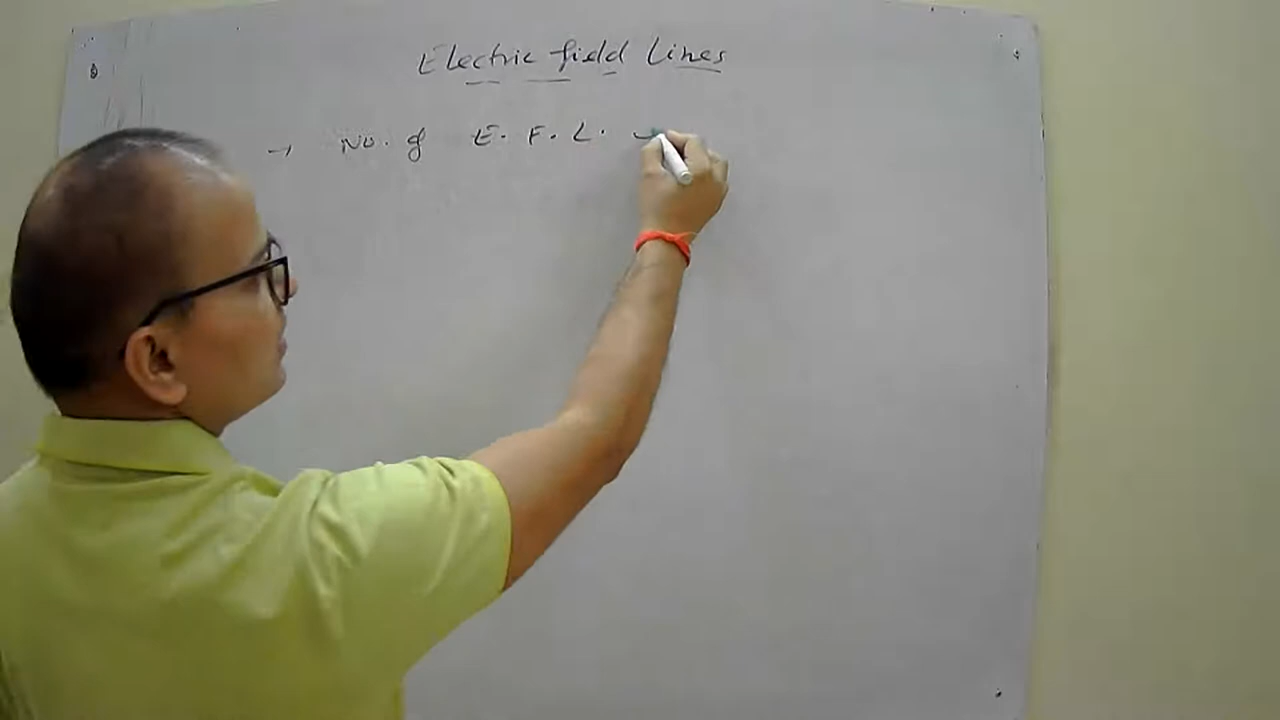 Electric field Lines
→ No. of E. F. L.